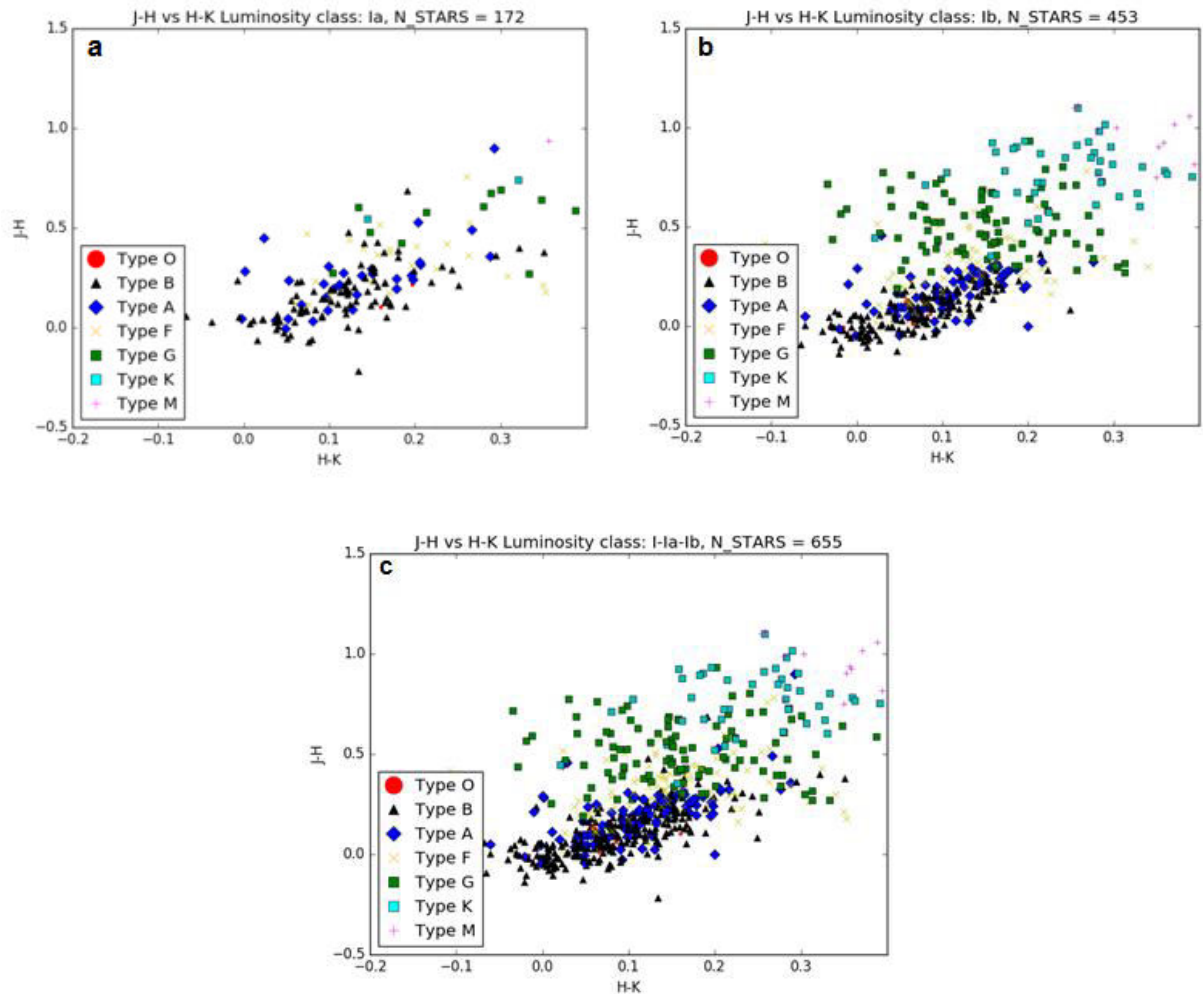 J-H vs H-K Luminosity class: Ia, N_STARS = 172
a
1.5
1.0
0.5
0.0
−0.5
J-H
Type O
Type B
Type A
Type F
Type G
Type K
Type M
−0.2
−0.1
0.0
0.1
0.2
0.3
H-K
J-H vs H-K Luminosity class: Ib, N_STARS = 453
b
1.5
1.0
0.5
0.0
−0.5
J-H
Type O
Type B
Type A
Type F
Type G
Type K
Type M
−0.2
−0.1
0.0
0.1
0.2
0.3
H-K
J-H vs H-K Luminosity class: I-Ia-Ib, N_STARS = 655
c
1.5
1.0
0.5
0.0
−0.5
J-H
Type O
Type B
Type A
Type F
Type G
Type K
Type M
−0.2
−0.1
0.0
0.1
0.2
0.3
H-K